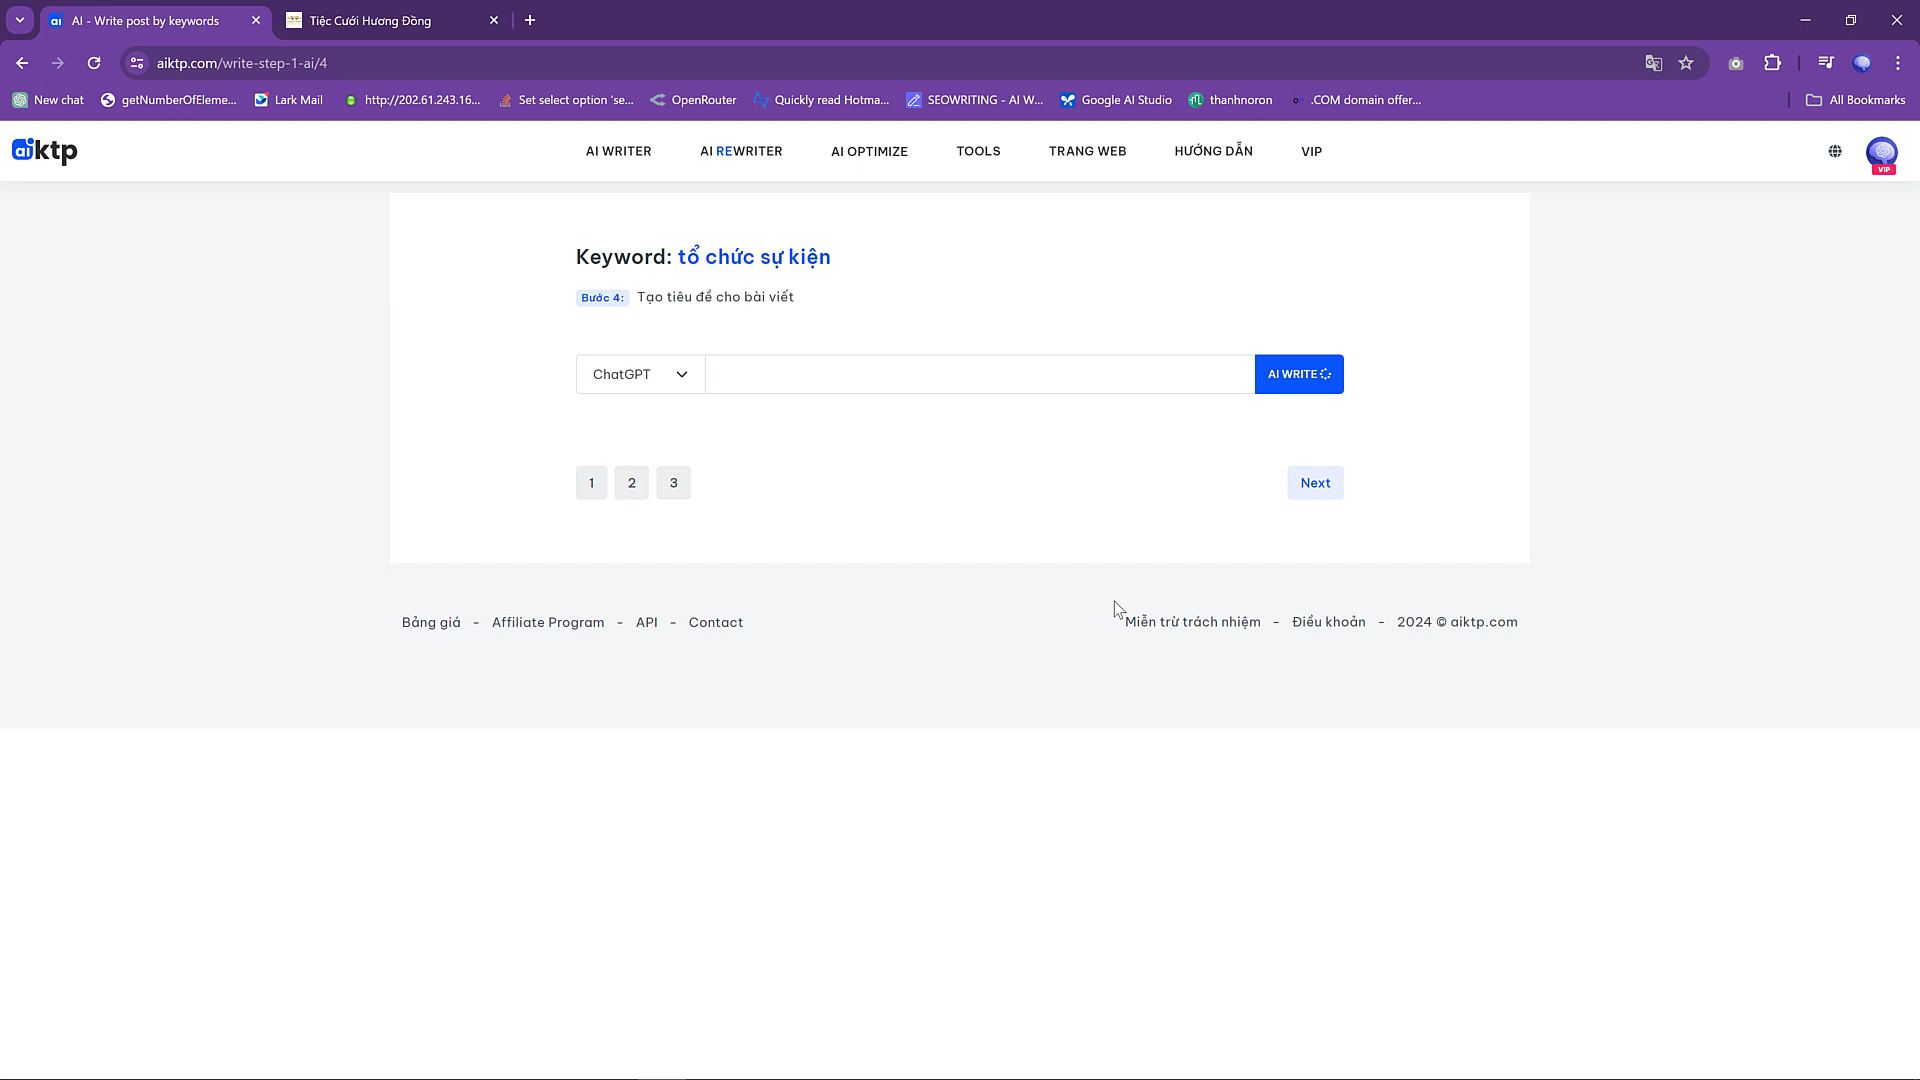 AI - Write post by keywords
Tiệc Cưới Hương Đồng
aiktp.com/write-step-1-ai/4
New chat
getNumberOfEleme...
Lark Mail
http://202.61.243.16...
Set select option 'se...
OpenRouter
Quickly read Hotma...
SEOWRITING - AI W...
Google AI Studio
thanhnoron
.COM domain offer...
All Bookmarks
aiktp
AI WRITER
AI REWRITER
AI OPTIMIZE
TOOLS
TRANG WEB
HƯỚNG DẪN
VIP
VIP
Keyword: tổ chức sự kiện
Bước 4: Tạo tiêu đề cho bài viết
ChatGPT
AI WRITE
1 2 3
Next
Bảng giá - Affiliate Program - API - Contact
Miễn trừ trách nhiệm - Điều khoản - 2024 © aiktp.com